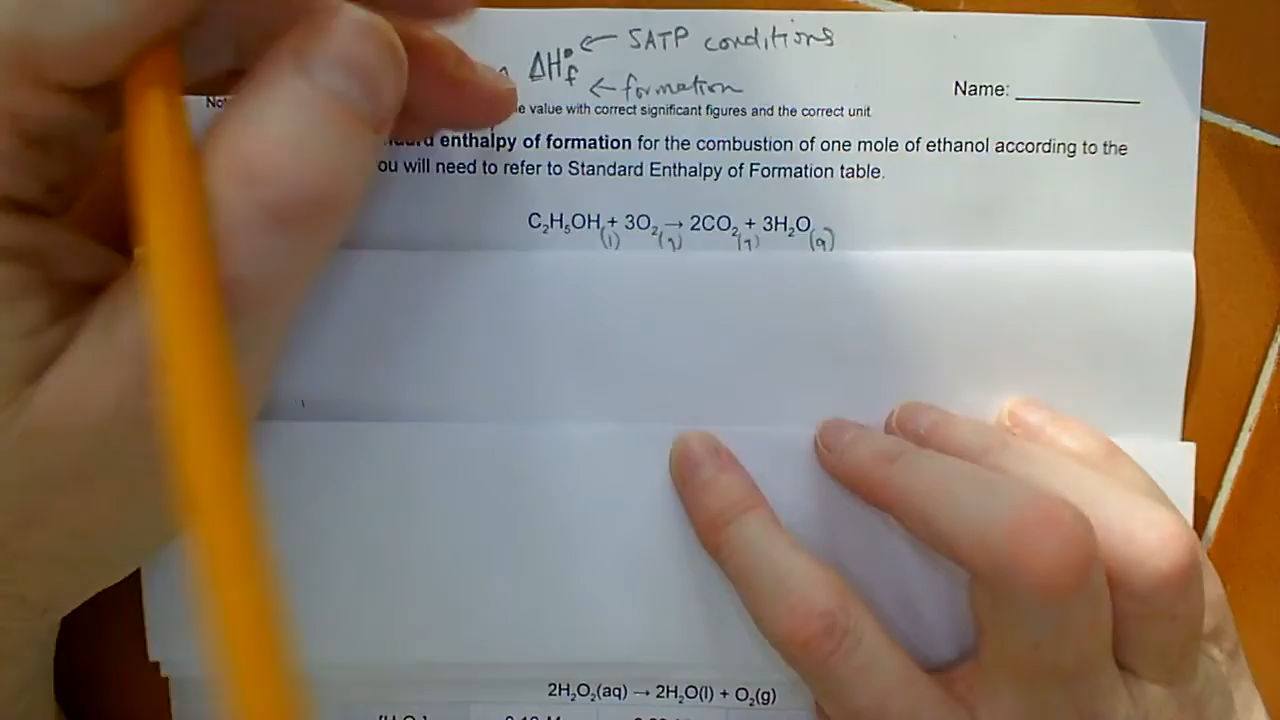 ΔH°f ← SATP conditions
← formation
Name: ________
value with correct significant figures and the correct unit
enthalpy of formation for the combustion of one mole of ethanol according to the
will need to refer to Standard Enthalpy of Formation table.
C₂H₅OH(l) + 3O₂(g) → 2CO₂(g) + 3H₂O(g)
2H₂O₂(aq) → 2H₂O(l) + O₂(g)